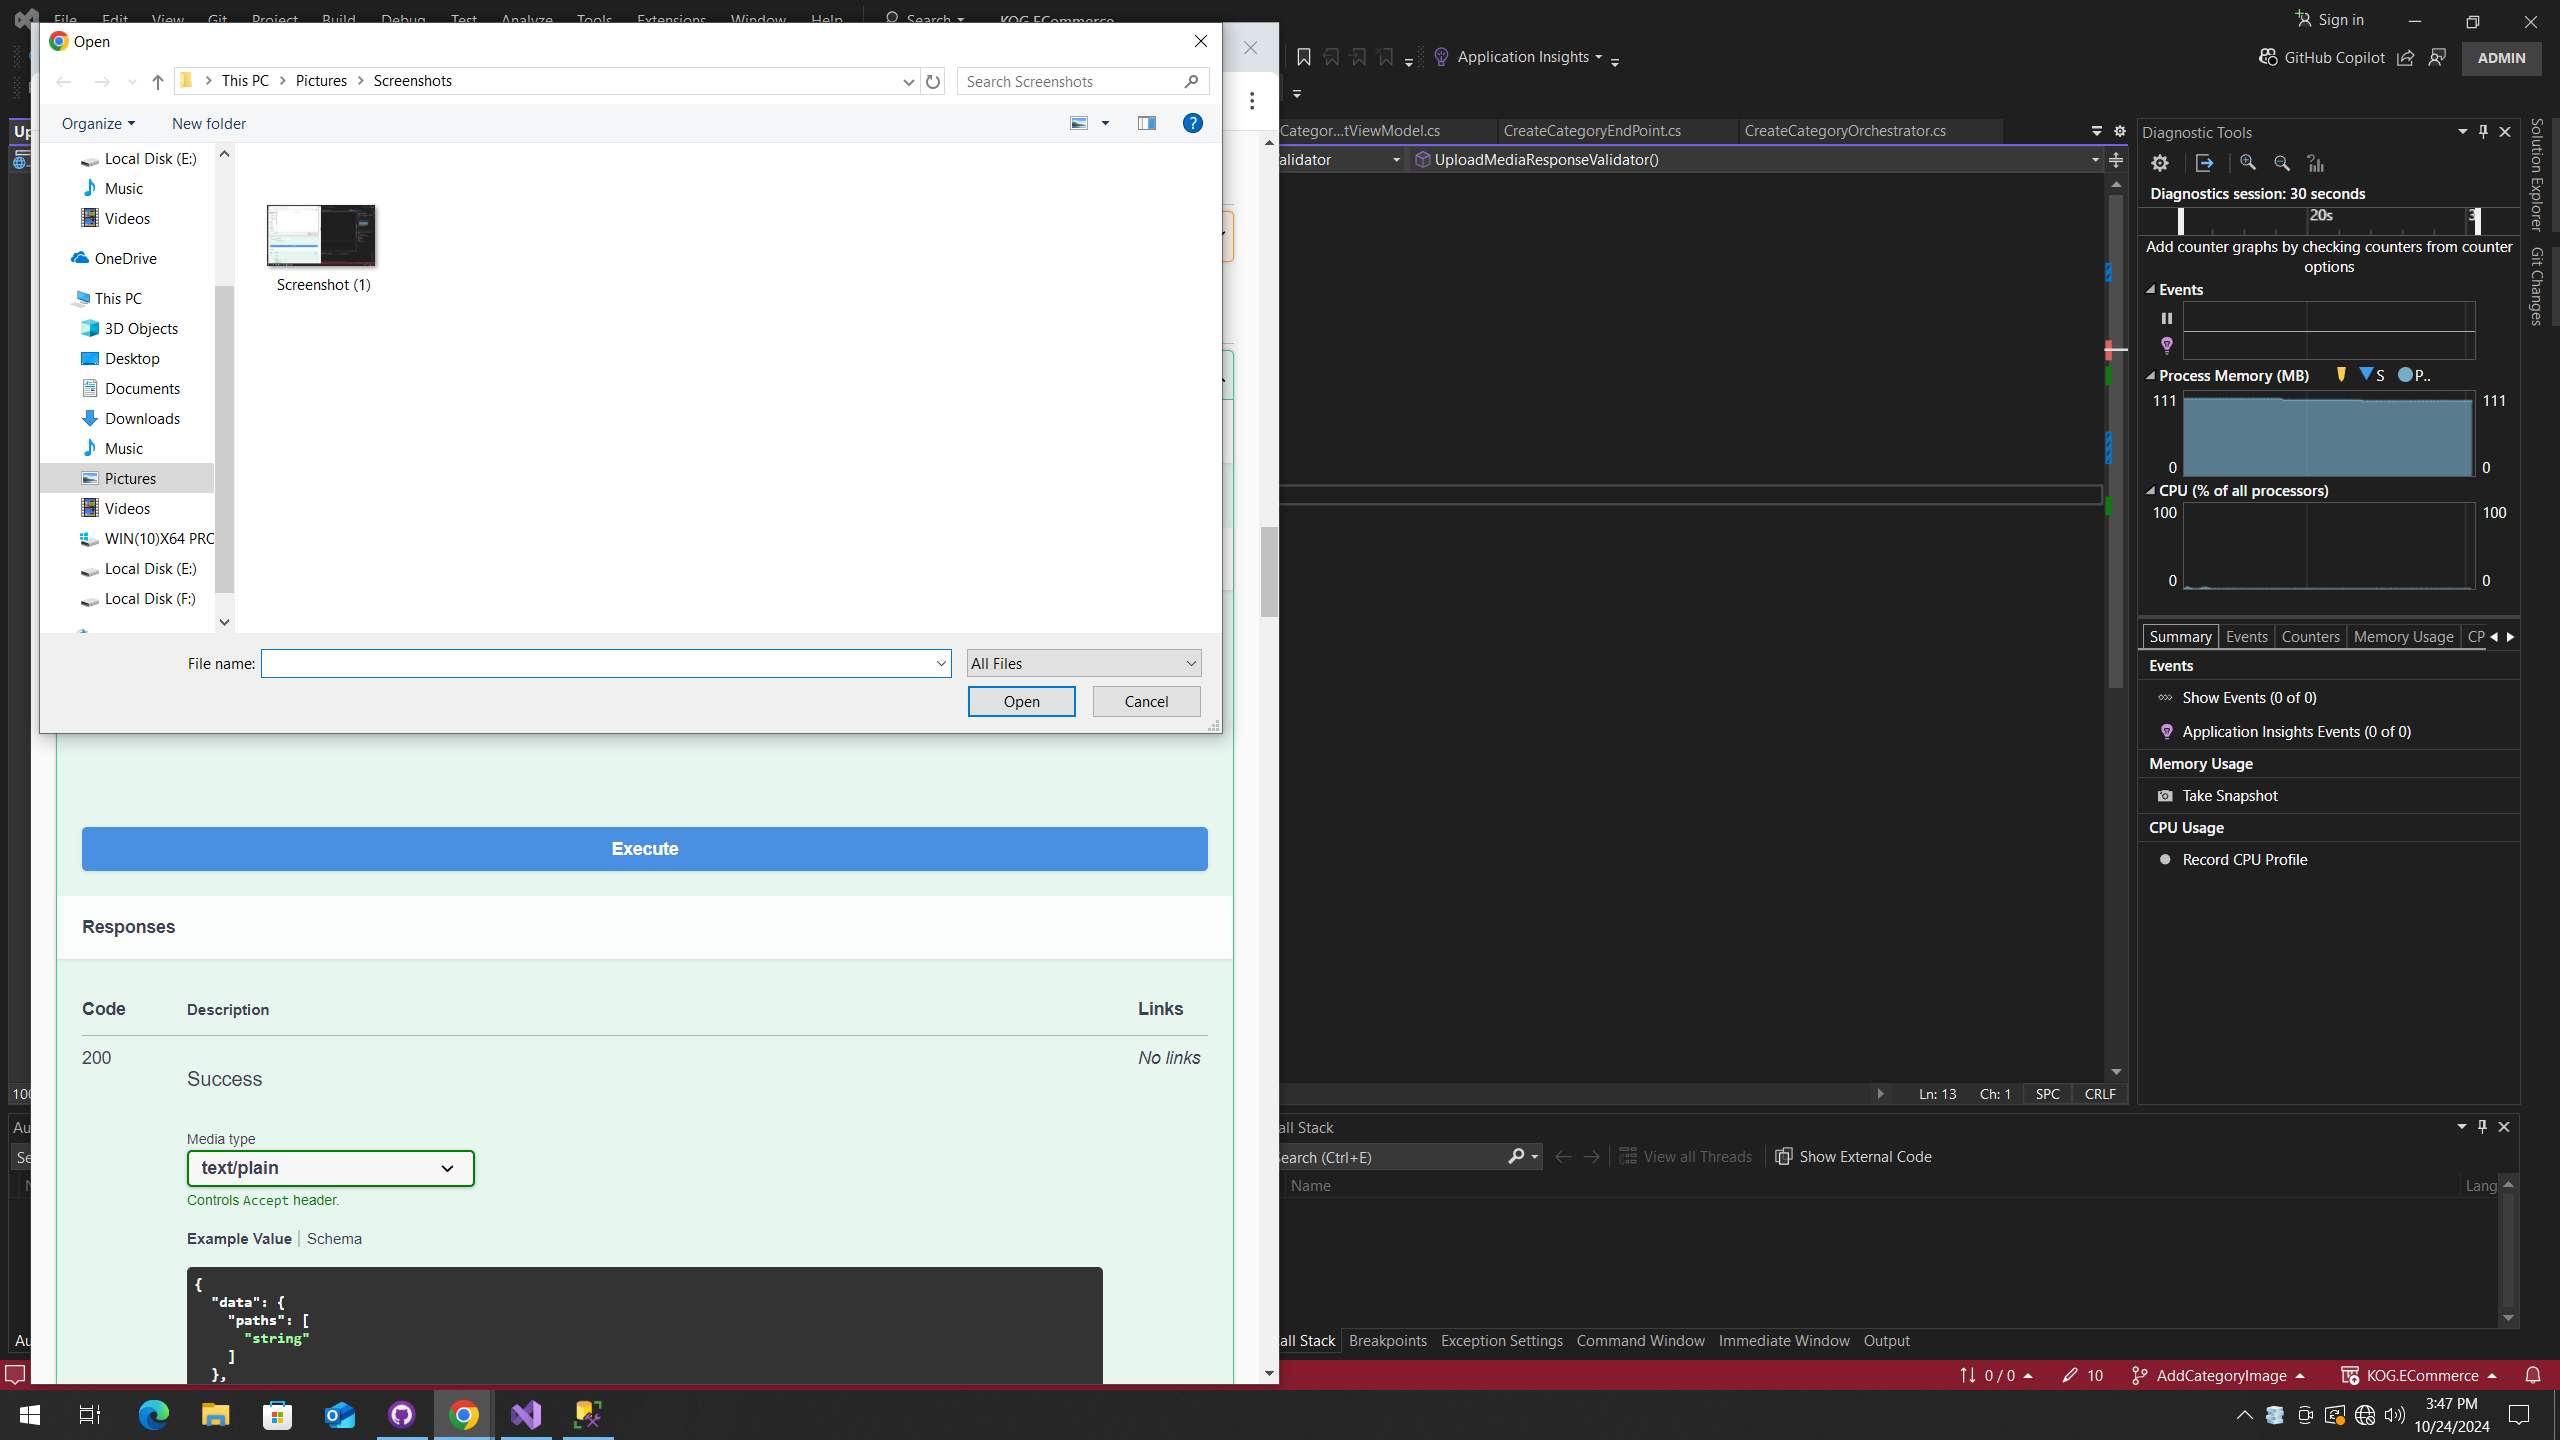 File Edit View Git Project Build Debug Test Analyze Tools Extensions Window Help Search KOG.ECommerce
Sign in
Open
Application Insights
GitHub Copilot
ADMIN
This PC > Pictures > Screenshots
Search Screenshots
Organize
New folder
Categor...tViewModel.cs
CreateCategoryEndPoint.cs
CreateCategoryOrchestrator.cs
UploadMediaResponseValidator()
Local Disk (E:)
Music
Videos
OneDrive
This PC
3D Objects
Desktop
Documents
Downloads
Music
Pictures
Videos
WIN(10)X64 PRO
Local Disk (E:)
Local Disk (F:)
Screenshot (1)
File name:
All Files
Open
Cancel
Execute
Responses
Code
Description
Links
200
Success
No links
Media type
text/plain
Controls Accept header.
Example Value
Schema
{
"data": {
"paths": [
"string"
]
},
Diagnostic Tools
Diagnostics session: 30 seconds
20s
Add counter graphs by checking counters from counter
options
Events
Process Memory (MB)
S
P..
111
111
0
0
CPU (% of all processors)
100
100
0
0
Summary
Events
Counters
Memory Usage
CP
Events
Show Events (0 of 0)
Application Insights Events (0 of 0)
Memory Usage
Take Snapshot
CPU Usage
Record CPU Profile
Solution Explorer
Git Changes
Ln: 13
Ch: 1
SPC
CRLF
all Stack
earch (Ctrl+E)
View all Threads
Show External Code
Name
Lang
all Stack
Breakpoints
Exception Settings
Command Window
Immediate Window
Output
0 / 0
10
AddCategoryImage
KOG.ECommerce
3:47 PM
10/24/2024